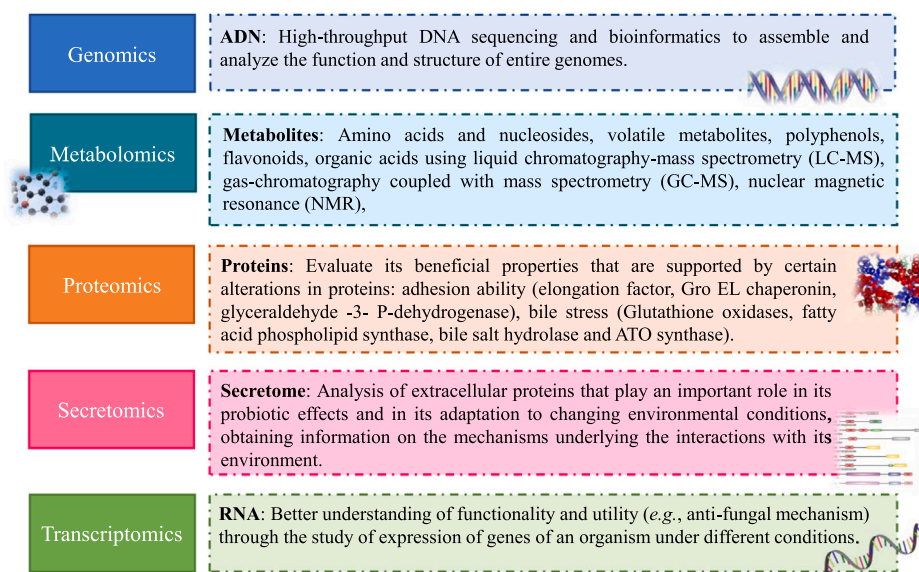 Genomics
ADN: High-throughput DNA sequencing and bioinformatics to assemble and
analyze the function and structure of entire genomes.
Metabolomics
Metabolites: Amino acids and nucleosides, volatile metabolites, polyphenols,
flavonoids, organic acids using liquid chromatography-mass spectrometry (LC-MS),
gas-chromatography coupled with mass spectrometry (GC-MS), nuclear magnetic
resonance (NMR),
Proteomics
Proteins: Evaluate its beneficial properties that are supported by certain
alterations in proteins: adhesion ability (elongation factor, Gro EL chaperonin,
glyceraldehyde -3- P-dehydrogenase), bile stress (Glutathione oxidases, fatty
acid phospholipid synthase, bile salt hydrolase and ATO synthase).
Secretomics
Secretome: Analysis of extracellular proteins that play an important role in its
probiotic effects and in its adaptation to changing environmental conditions,
obtaining information on the mechanisms underlying the interactions with its
environment.
Transcriptomics
RNA: Better understanding of functionality and utility (e.g., anti-fungal mechanism)
through the study of expression of genes of an organism under different conditions.